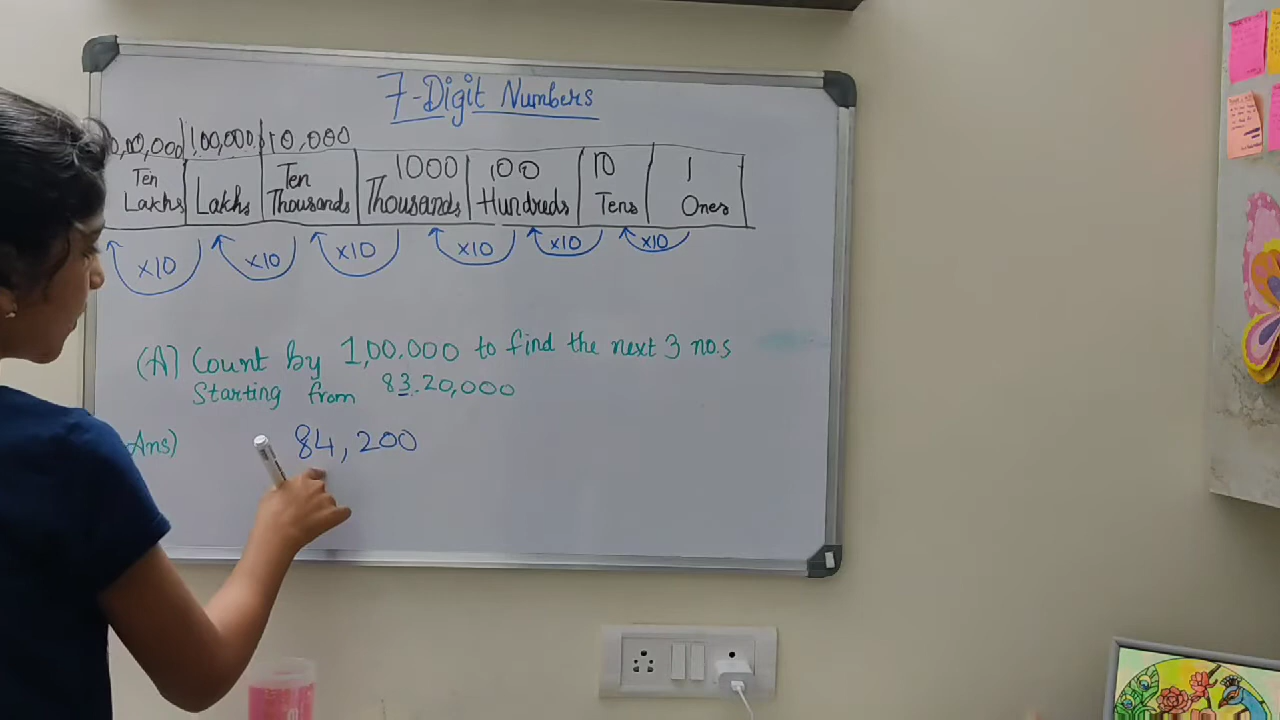 7-Digit Numbers
0,00,000 1,00,000 10,000
1000 100 10 1
Ten Lakhs Lakhs Ten Thousands Thousands Hundreds Tens Ones
×10 ×10 ×10 ×10 ×10 ×10
(A) Count by 1,00,000 to find the next 3 no.s
Starting from 83,20,000
Ans) 84,200